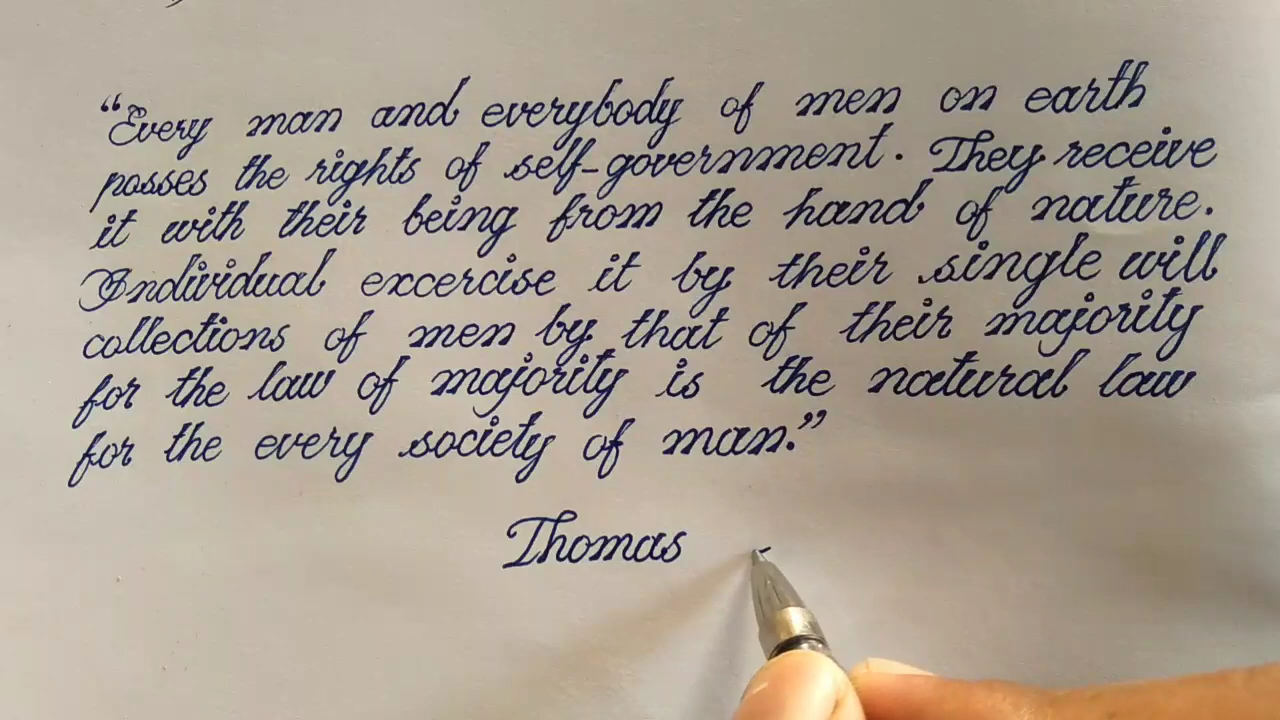 “Every man and everybody of men on earth
posses the rights of self-government. They receive
it with their being from the hand of nature.
Individual excercise it by their single will
collections of men by that of their majority
for the law of majority is the natural law
for the every society of man.”
Thomas